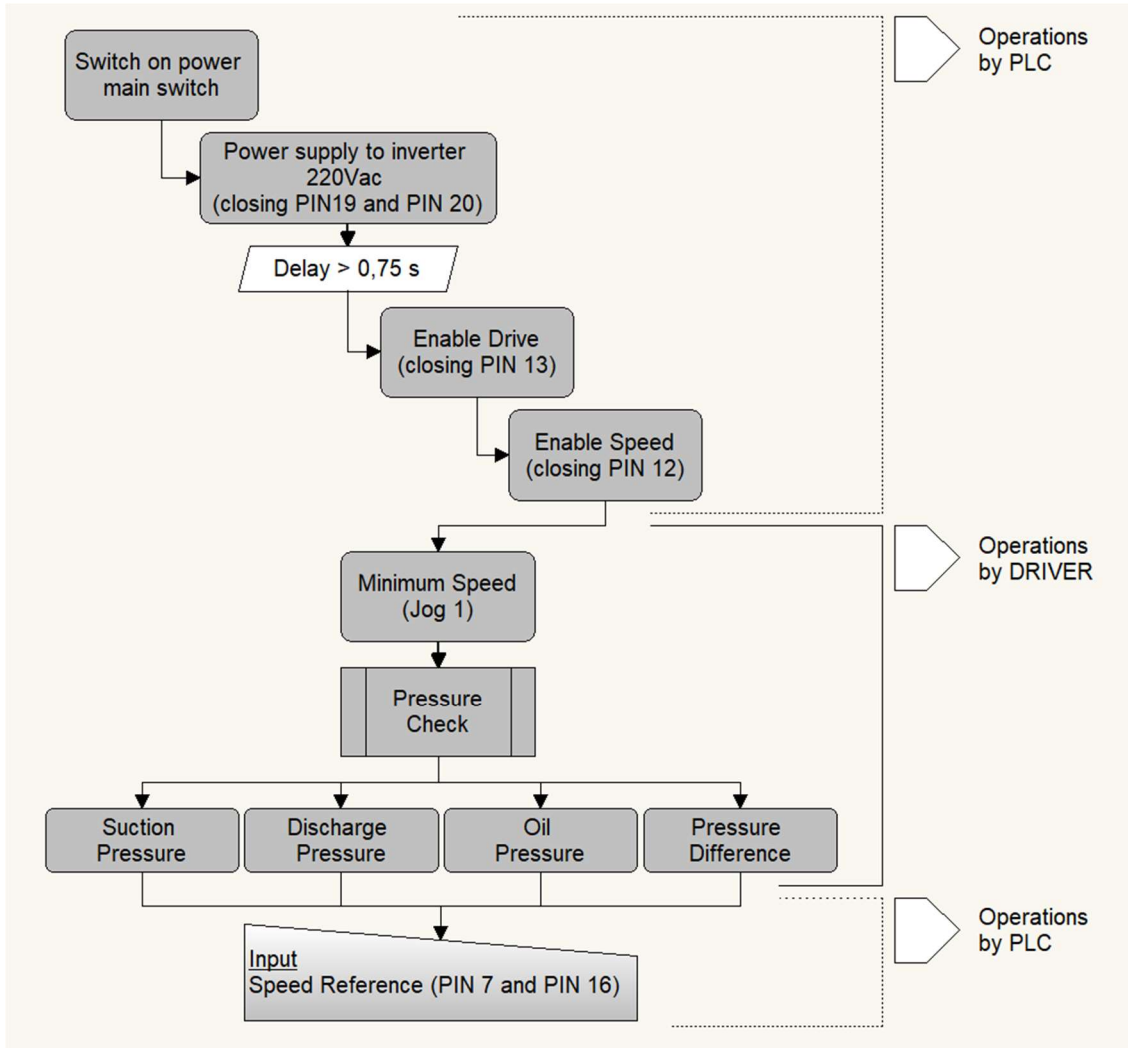 Switch on power
main switch
Operations
by PLC
Power supply to inverter
220Vac
(closing PIN19 and PIN 20)
Delay > 0,75 s
Enable Drive
(closing PIN 13)
Enable Speed
(closing PIN 12)
Operations
by DRIVER
Minimum Speed
(Jog 1)
Pressure
Check
Suction
Pressure
Discharge
Pressure
Oil
Pressure
Pressure
Difference
Operations
by PLC
Input
Speed Reference (PIN 7 and PIN 16)